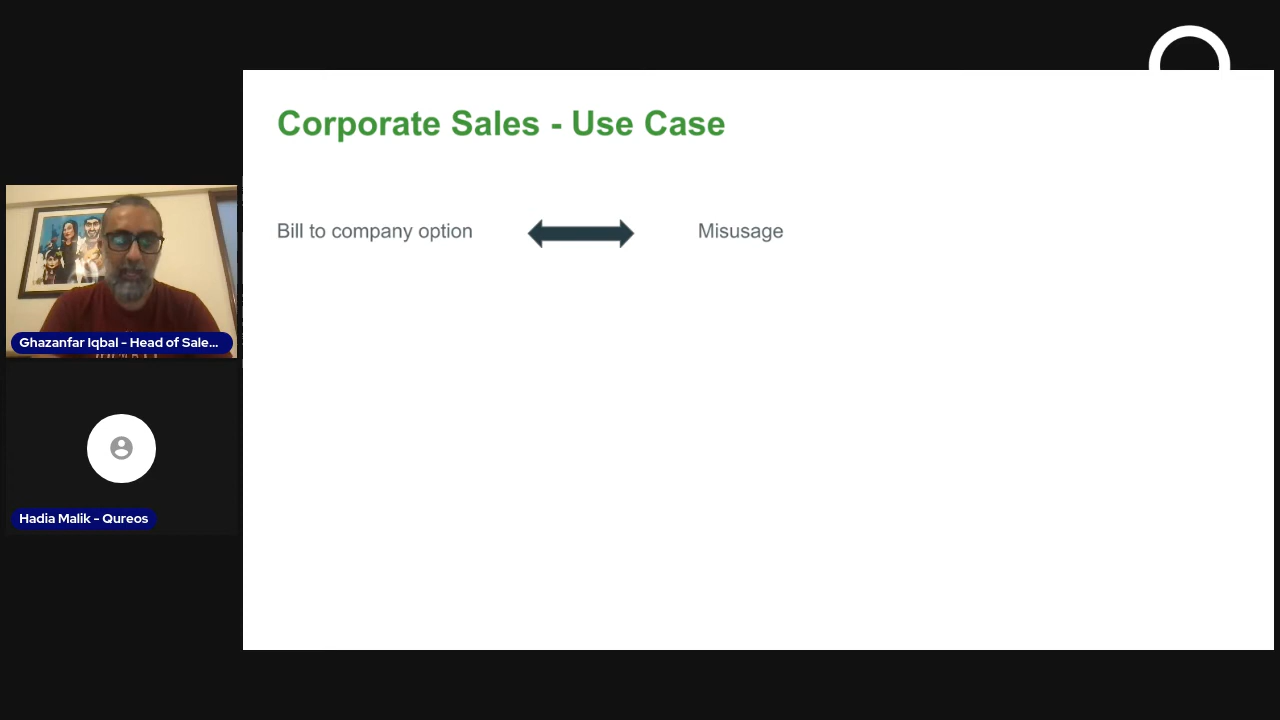 Corporate Sales - Use Case
Bill to company option
Misusage
Ghazanfar Iqbal - Head of Sale...
Hadia Malik - Qureos